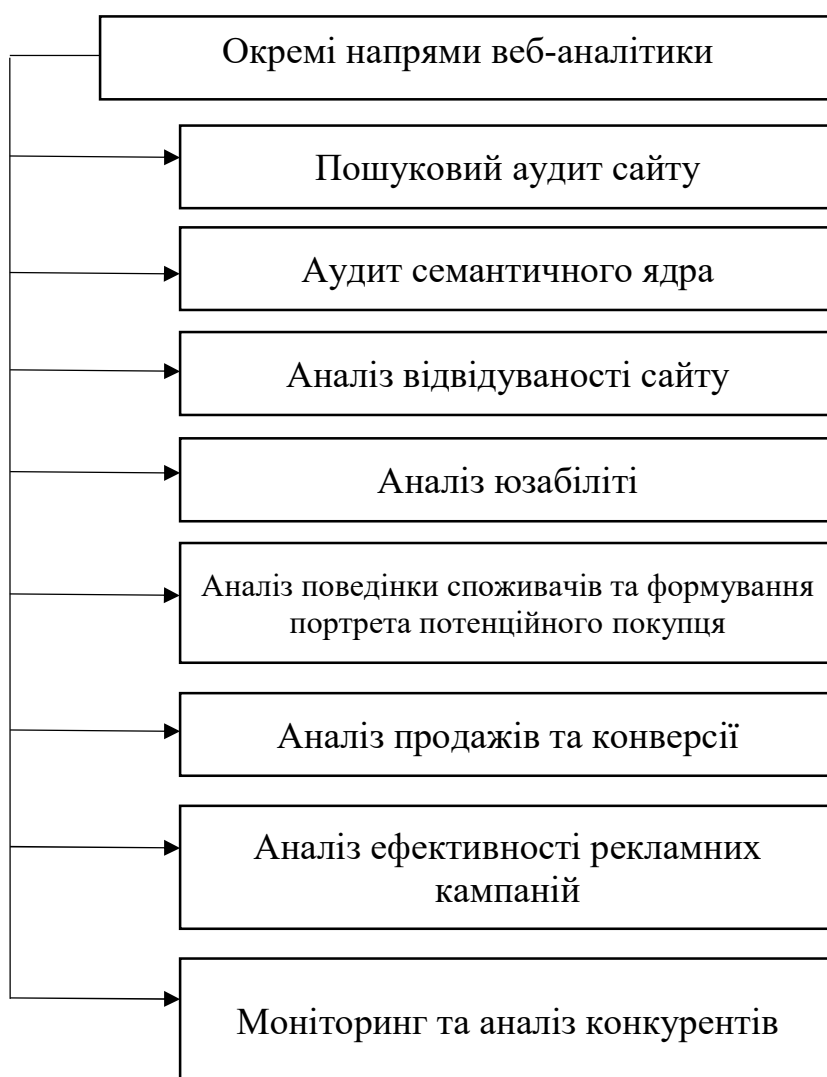 Окремі напрями веб-аналітики
Пошуковий аудит сайту
Аудит семантичного ядра
Аналіз відвідуваності сайту
Аналіз юзабіліті
Аналіз поведінки споживачів та формування
портрета потенційного покупця
Аналіз продажів та конверсії
Аналіз ефективності рекламних
кампаній
Моніторинг та аналіз конкурентів